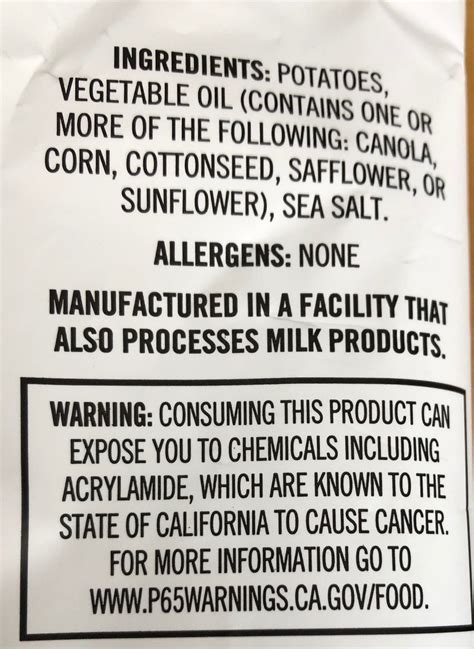 INGREDIENTS: POTATOES,
VEGETABLE OIL (CONTAINS ONE OR
MORE OF THE FOLLOWING: CANOLA,
CORN, COTTONSEED, SAFFLOWER, OR
SUNFLOWER), SEA SALT.
ALLERGENS: NONE
MANUFACTURED IN A FACILITY THAT
ALSO PROCESSES MILK PRODUCTS.
WARNING: CONSUMING THIS PRODUCT CAN
EXPOSE YOU TO CHEMICALS INCLUDING
ACRYLAMIDE, WHICH ARE KNOWN TO THE
STATE OF CALIFORNIA TO CAUSE CANCER.
FOR MORE INFORMATION GO TO
WWW.P65WARNINGS.CA.GOV/FOOD.